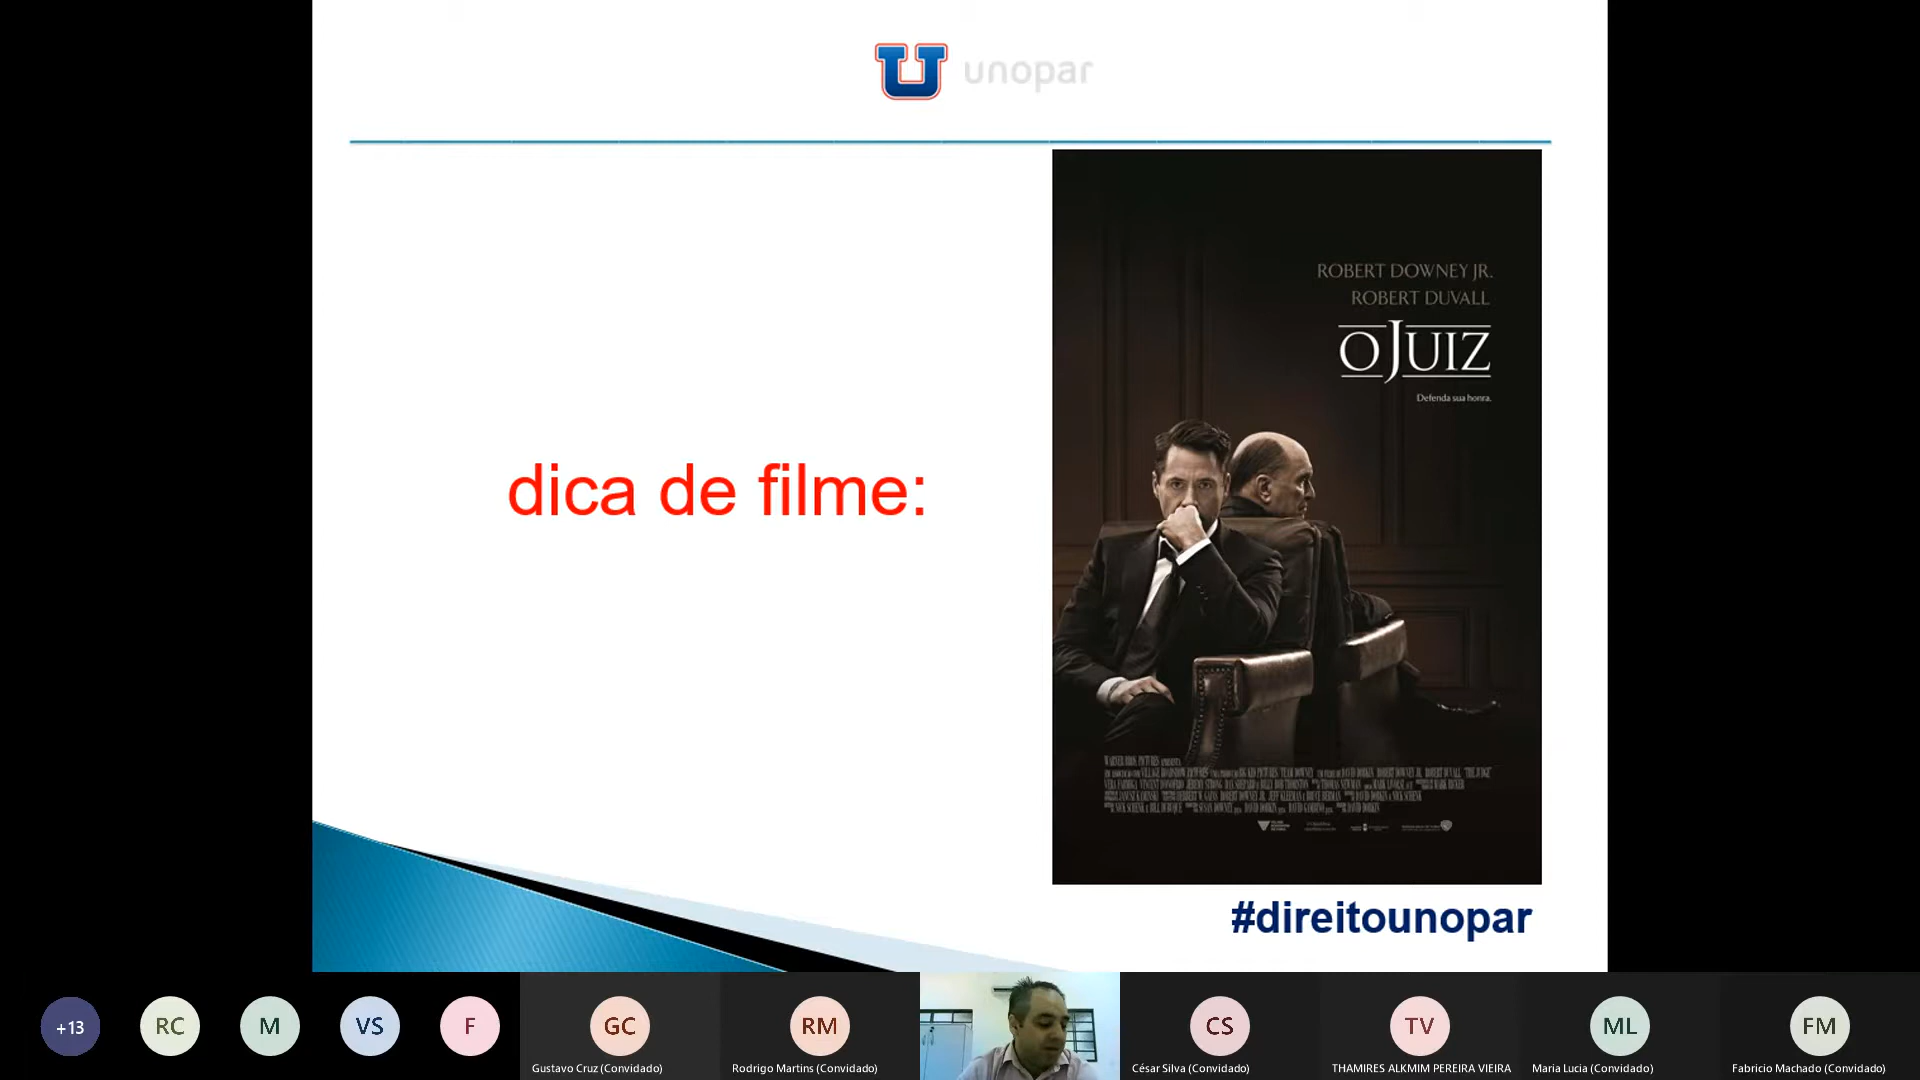 unopar
ROBERT DOWNEY JR.
ROBERT DUVALL
O JUIZ
Defenda sua honra.
dica de filme:
#direitounopar
+13
RC
M
VS
F
GC
RM
CS
TV
ML
FM
Gustavo Cruz (Convidado)
Rodrigo Martins (Convidado)
César Silva (Convidado)
THAMIRES ALKMIM PEREIRA VIEIRA
Maria Lucia (Convidado)
Fabricio Machado (Convidado)